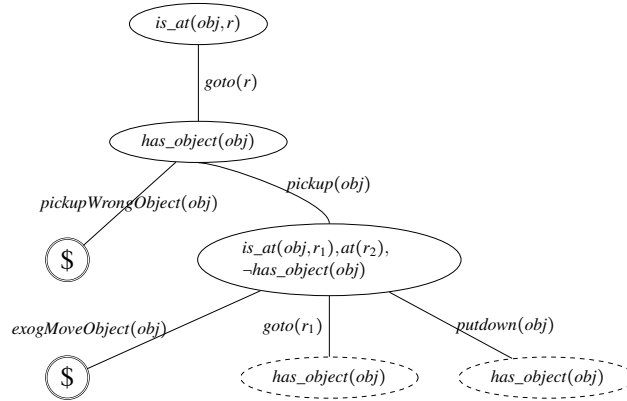 is_at(obj,r)
goto(r)
has_object(obj)
pickup(obj)
pickupWrongObject(obj)
$
is_at(obj,r₁),at(r₂),
¬has_object(obj)
exogMoveObject(obj)
goto(r₁)
putdown(obj)
$
has_object(obj)
has_object(obj)